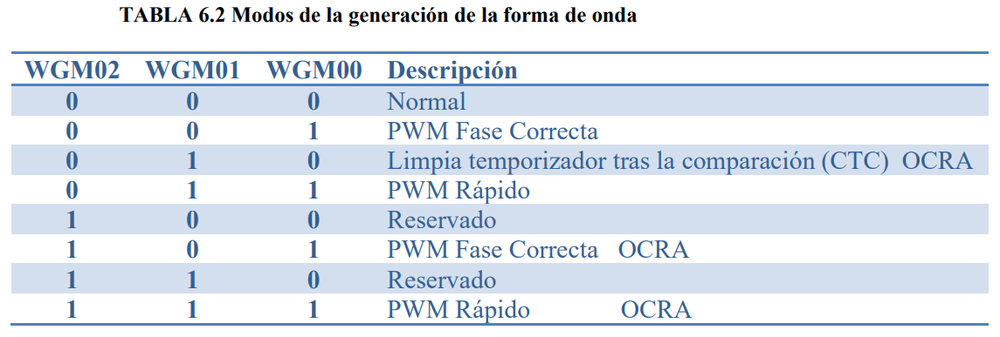 TABLA 6.2 Modos de la generación de la forma de onda
WGM02 WGM01 WGM00 Descripción
0 0 0 Normal
0 0 1 PWM Fase Correcta
0 1 0 Limpia temporizador tras la comparación (CTC) OCRA
0 1 1 PWM Rápido
1 0 0 Reservado
1 0 1 PWM Fase Correcta OCRA
1 1 0 Reservado
1 1 1 PWM Rápido OCRA